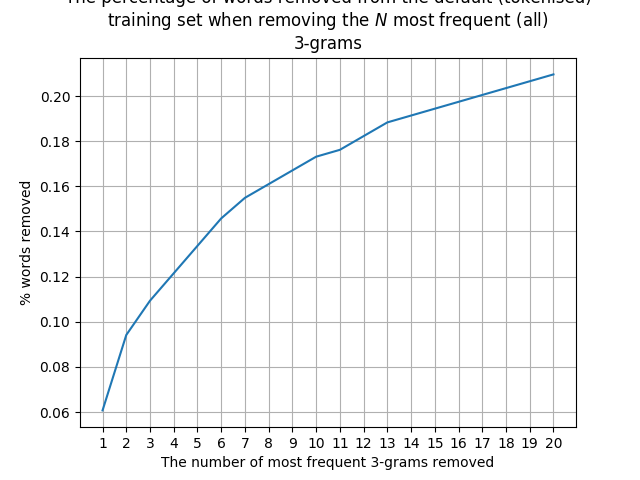 The percentage of words removed from the default (tokenised)
training set when removing the N most frequent (all)
3-grams
0.20
0.18
0.16
0.14
0.12
0.10
0.08
0.06
% words removed
1 2 3 4 5 6 7 8 9 10 11 12 13 14 15 16 17 18 19 20
The number of most frequent 3-grams removed